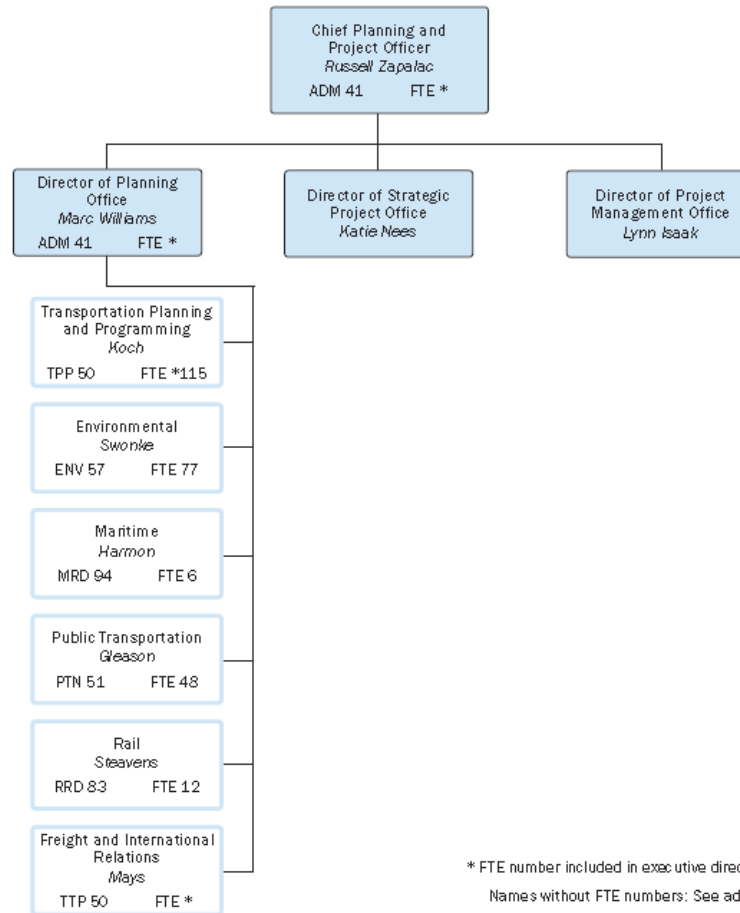 Chief Planning and
Project Officer
Russell Zapalac
ADM 41 FTE *
Director of Planning
Office
Marc Williams
ADM 41 FTE *
Director of Strategic
Project Office
Katie Nees
Director of Project
Management Office
Lynn Isaak
Transportation Planning
and Programming
Koch
TPP 50 FTE *115
Environmental
Swonke
ENV 57 FTE 77
Maritime
Harmon
MRD 94 FTE 6
Public Transportation
Gleason
PTN 51 FTE 48
Rail
Steavens
RRD 83 FTE 12
Freight and International
Relations
Mays
TTP 50 FTE *
* FTE number included in executive direc
Names without FTE numbers: See ad